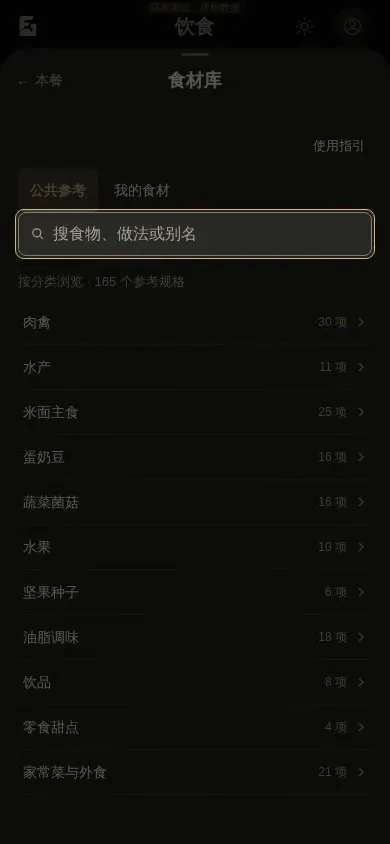 饮食
← 本餐
食材库
使用指引
公共参考
我的食材
搜食物、做法或别名
按分类浏览 · 165 个参考规格
肉禽 30 项
水产 11 项
米面主食 25 项
蛋奶豆 16 项
蔬菜菌菇 16 项
水果 10 项
坚果种子 6 项
油脂调味 18 项
饮品 8 项
零食甜点 4 项
家常菜与外食 21 项